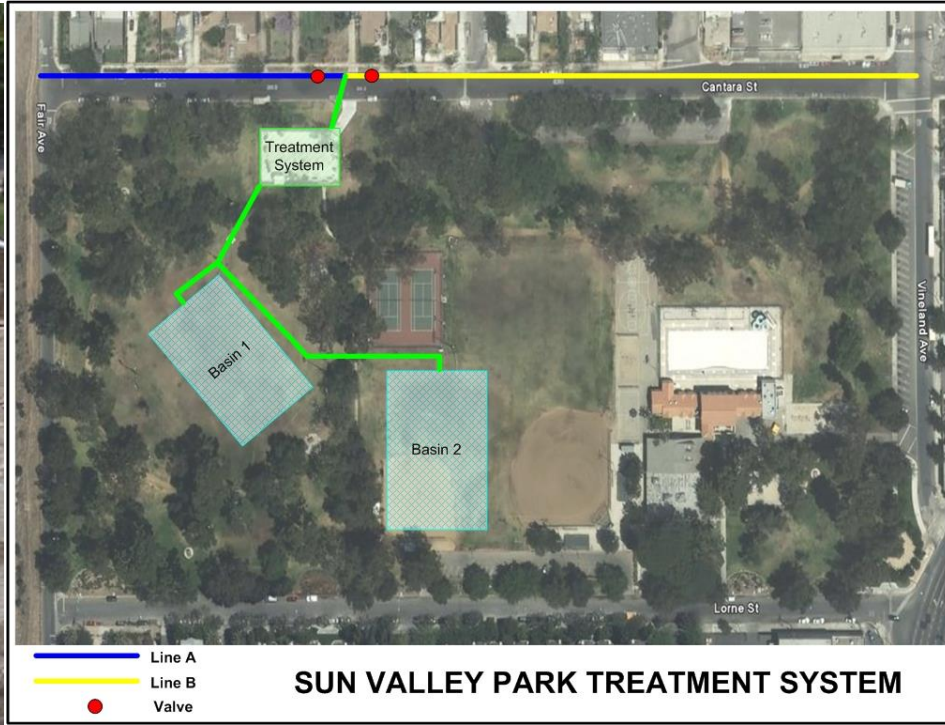 Cantara St
Fair Ave
Treatment
System
Vineland Ave
Basin 1
Basin 2
Lorne St
Line A
Line B
Valve
SUN VALLEY PARK TREATMENT SYSTEM